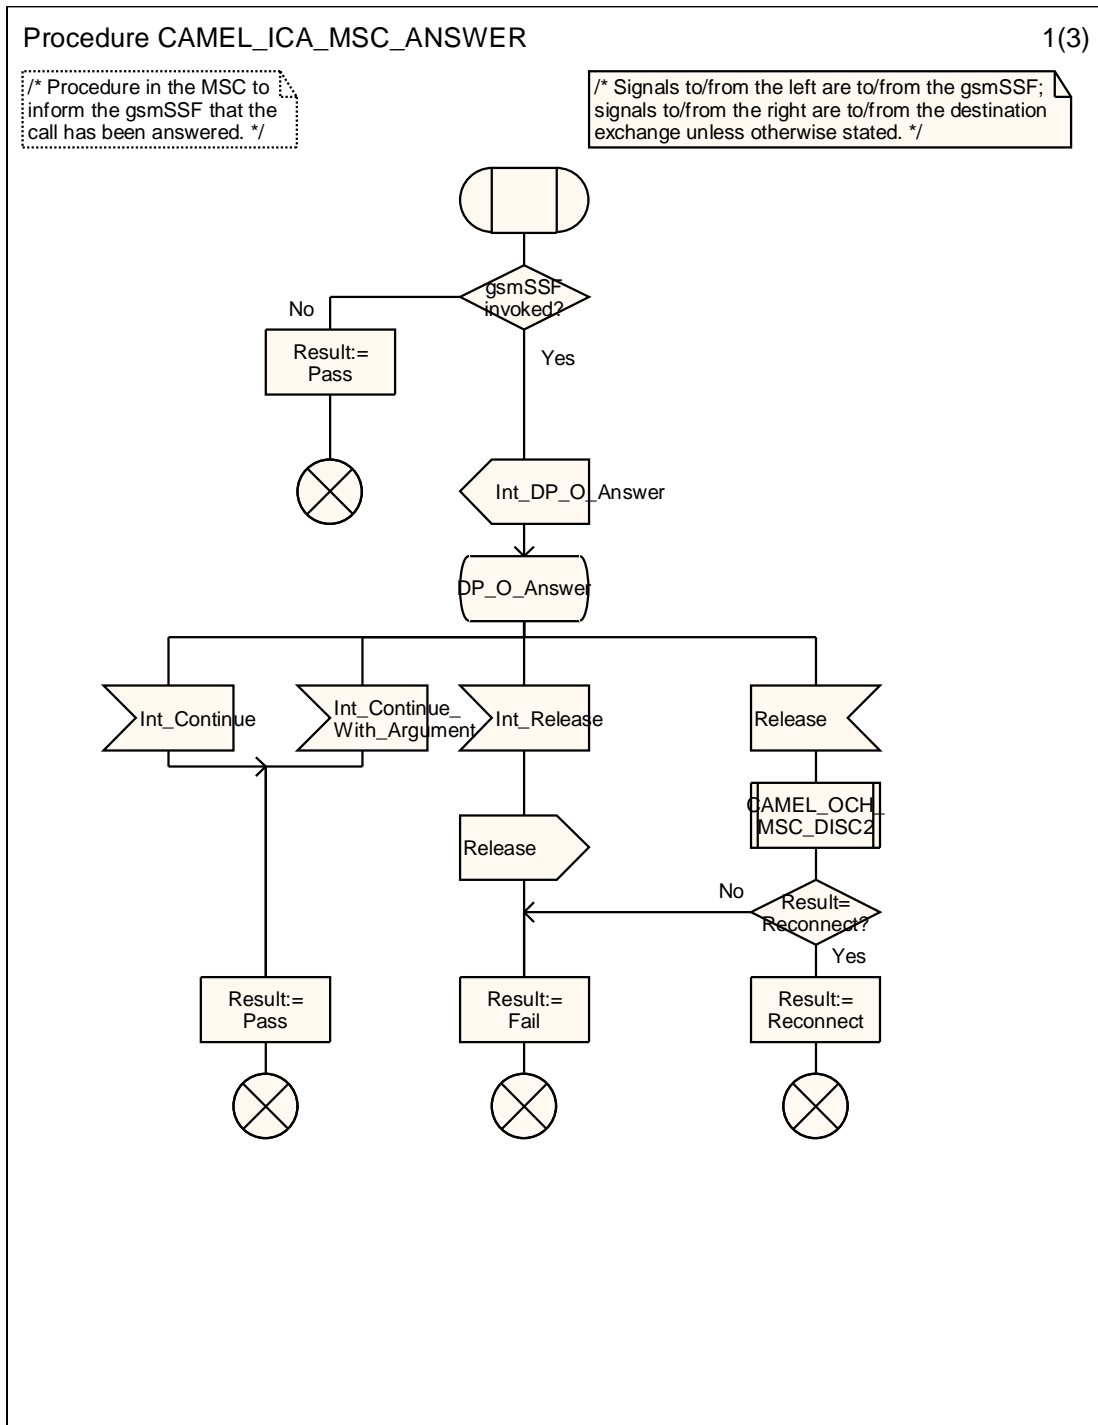 Procedure CAMEL_ICA_MSC_ANSWER
1(3)
/* Procedure in the MSC to
inform the gsmSSF that the
call has been answered. */
/* Signals to/from the left are to/from the gsmSSF;
signals to/from the right are to/from the destination
exchange unless otherwise stated. */
gsmSSF
invoked?
No
Yes
Result:=
Pass
Int_DP_O_Answer
DP_O_Answer
Int_Continue
Int_Continue_
With_Argument
Int_Release
Release
CAMEL_OCH_
MSC_DISC2
Release
No
Result=
Reconnect?
Yes
Result:=
Pass
Result:=
Fail
Result:=
Reconnect